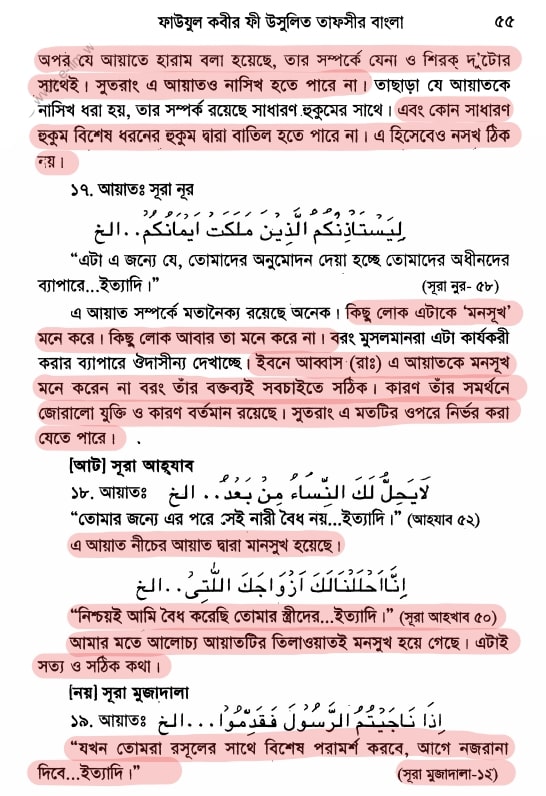 ফাউযুল কবীর ফী উসুলিত তাফসীর বাংলা ৫৫
অপর যে আয়াতে হারাম বলা হয়েছে, তার সম্পর্কে যেনা ও শিরক দু'টোর
সাথেই। সুতরাং এ আয়াতও নাসিখ হতে পারে না। তাছাড়া যে আয়াতকে
নাসিখ ধরা হয়, তার সম্পর্ক রয়েছে সাধারণ হুকুমের সাথে। এবং কোন সাধারণ
হুকুম বিশেষ ধরনের হুকুম দ্বারা বাতিল হতে পারে না। এ হিসেবেও নসখ ঠিক
নয়।
১৭. আয়াতঃ সূরা নূর
لِيَسْتَاْذِنْكُمُ الَّذِيْنَ مَلَكَتْ اَيْمَانُكُمْ..الخ
“এটা এ জন্যে যে, তোমাদের অনুমোদন দেয়া হচ্ছে তোমাদের অধীনদের
ব্যাপারে...ইত্যাদি।” (সূরা নুর- ৫৮)
এ আয়াত সম্পর্কে মতানৈক্য রয়েছে অনেক। কিছু লোক এটাকে ‘মনসূখ’
মনে করে। কিছু লোক আবার তা মনে করে না। বরং মুসলমানরা এটা কার্যকরী
করার ব্যাপারে ঔদাসীন্য দেখাচ্ছে। ইবনে আব্বাস (রাঃ) এ আয়াতকে মনসূখ
মনে করেন না বরং তাঁর বক্তব্যই সবচাইতে সঠিক। কারণ তাঁর সমর্থনে
জোরালো যুক্তি ও কারণ বর্তমান রয়েছে। সুতরাং এ মতটির ওপরে নির্ভর করা
যেতে পারে।
[আট] সূরা আহ্‌যাব
১৮. আয়াতঃ لَايَحِلُّ لَكَ النِّسَاءُ مِنْ بَعْدُ.. الخ
“তোমার জন্যে এর পরে সেই নারী বৈধ নয়...ইত্যাদি।” (আহযাব ৫২)
এ আয়াত নীচের আয়াত দ্বারা মানসুখ হয়েছে।
اِنَّااَحْلَلْنَالَكَ اَزْوَاجَكَ اللّٰتِىْ..الخ
“নিশ্চয়ই আমি বৈধ করেছি তোমার স্ত্রীদের...ইত্যাদি।” (সূরা আহখাব ৫০)
আমার মতে আলোচ্য আয়াতটির তিলাওয়াতই মনসুখ হয়ে গেছে। এটাই
সত্য ও সঠিক কথা।
[নয়] সূরা মুজাদালা
১৯. আয়াতঃ اِذَا نَاجَيْتُمُ الرَّسُوْلَ فَقَدِّمُوْا...الخ
“যখন তোমরা রসূলের সাথে বিশেষ পরামর্শ করবে, আগে নজরানা
দিবে...ইত্যাদি।” (সূরা মুজাদালা-১২)